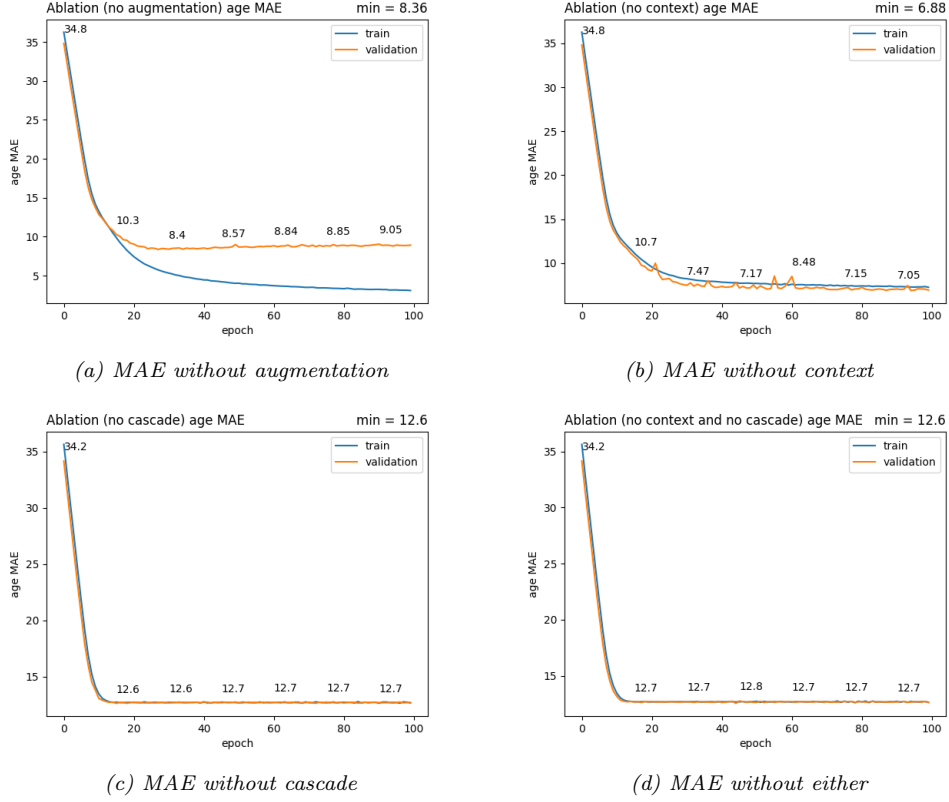 Ablation (no augmentation) age MAE min = 8.36
34.8
train
validation
35
30
25
20
15
10
5
age MAE
10.3
8.4
8.57
8.84
8.85
9.05
0 20 40 60 80 100
epoch
(a) MAE without augmentation
Ablation (no context) age MAE min = 6.88
34.8
train
validation
35
30
25
20
15
10
age MAE
10.7
7.47
7.17
8.48
7.15
7.05
0 20 40 60 80 100
epoch
(b) MAE without context
Ablation (no cascade) age MAE min = 12.6
34.2
train
validation
35
30
25
20
15
age MAE
12.6 12.6 12.7 12.7 12.7 12.7
0 20 40 60 80 100
epoch
(c) MAE without cascade
Ablation (no context and no cascade) age MAE min = 12.6
34.2
train
validation
35
30
25
20
15
age MAE
12.7 12.7 12.8 12.7 12.7 12.7
0 20 40 60 80 100
epoch
(d) MAE without either